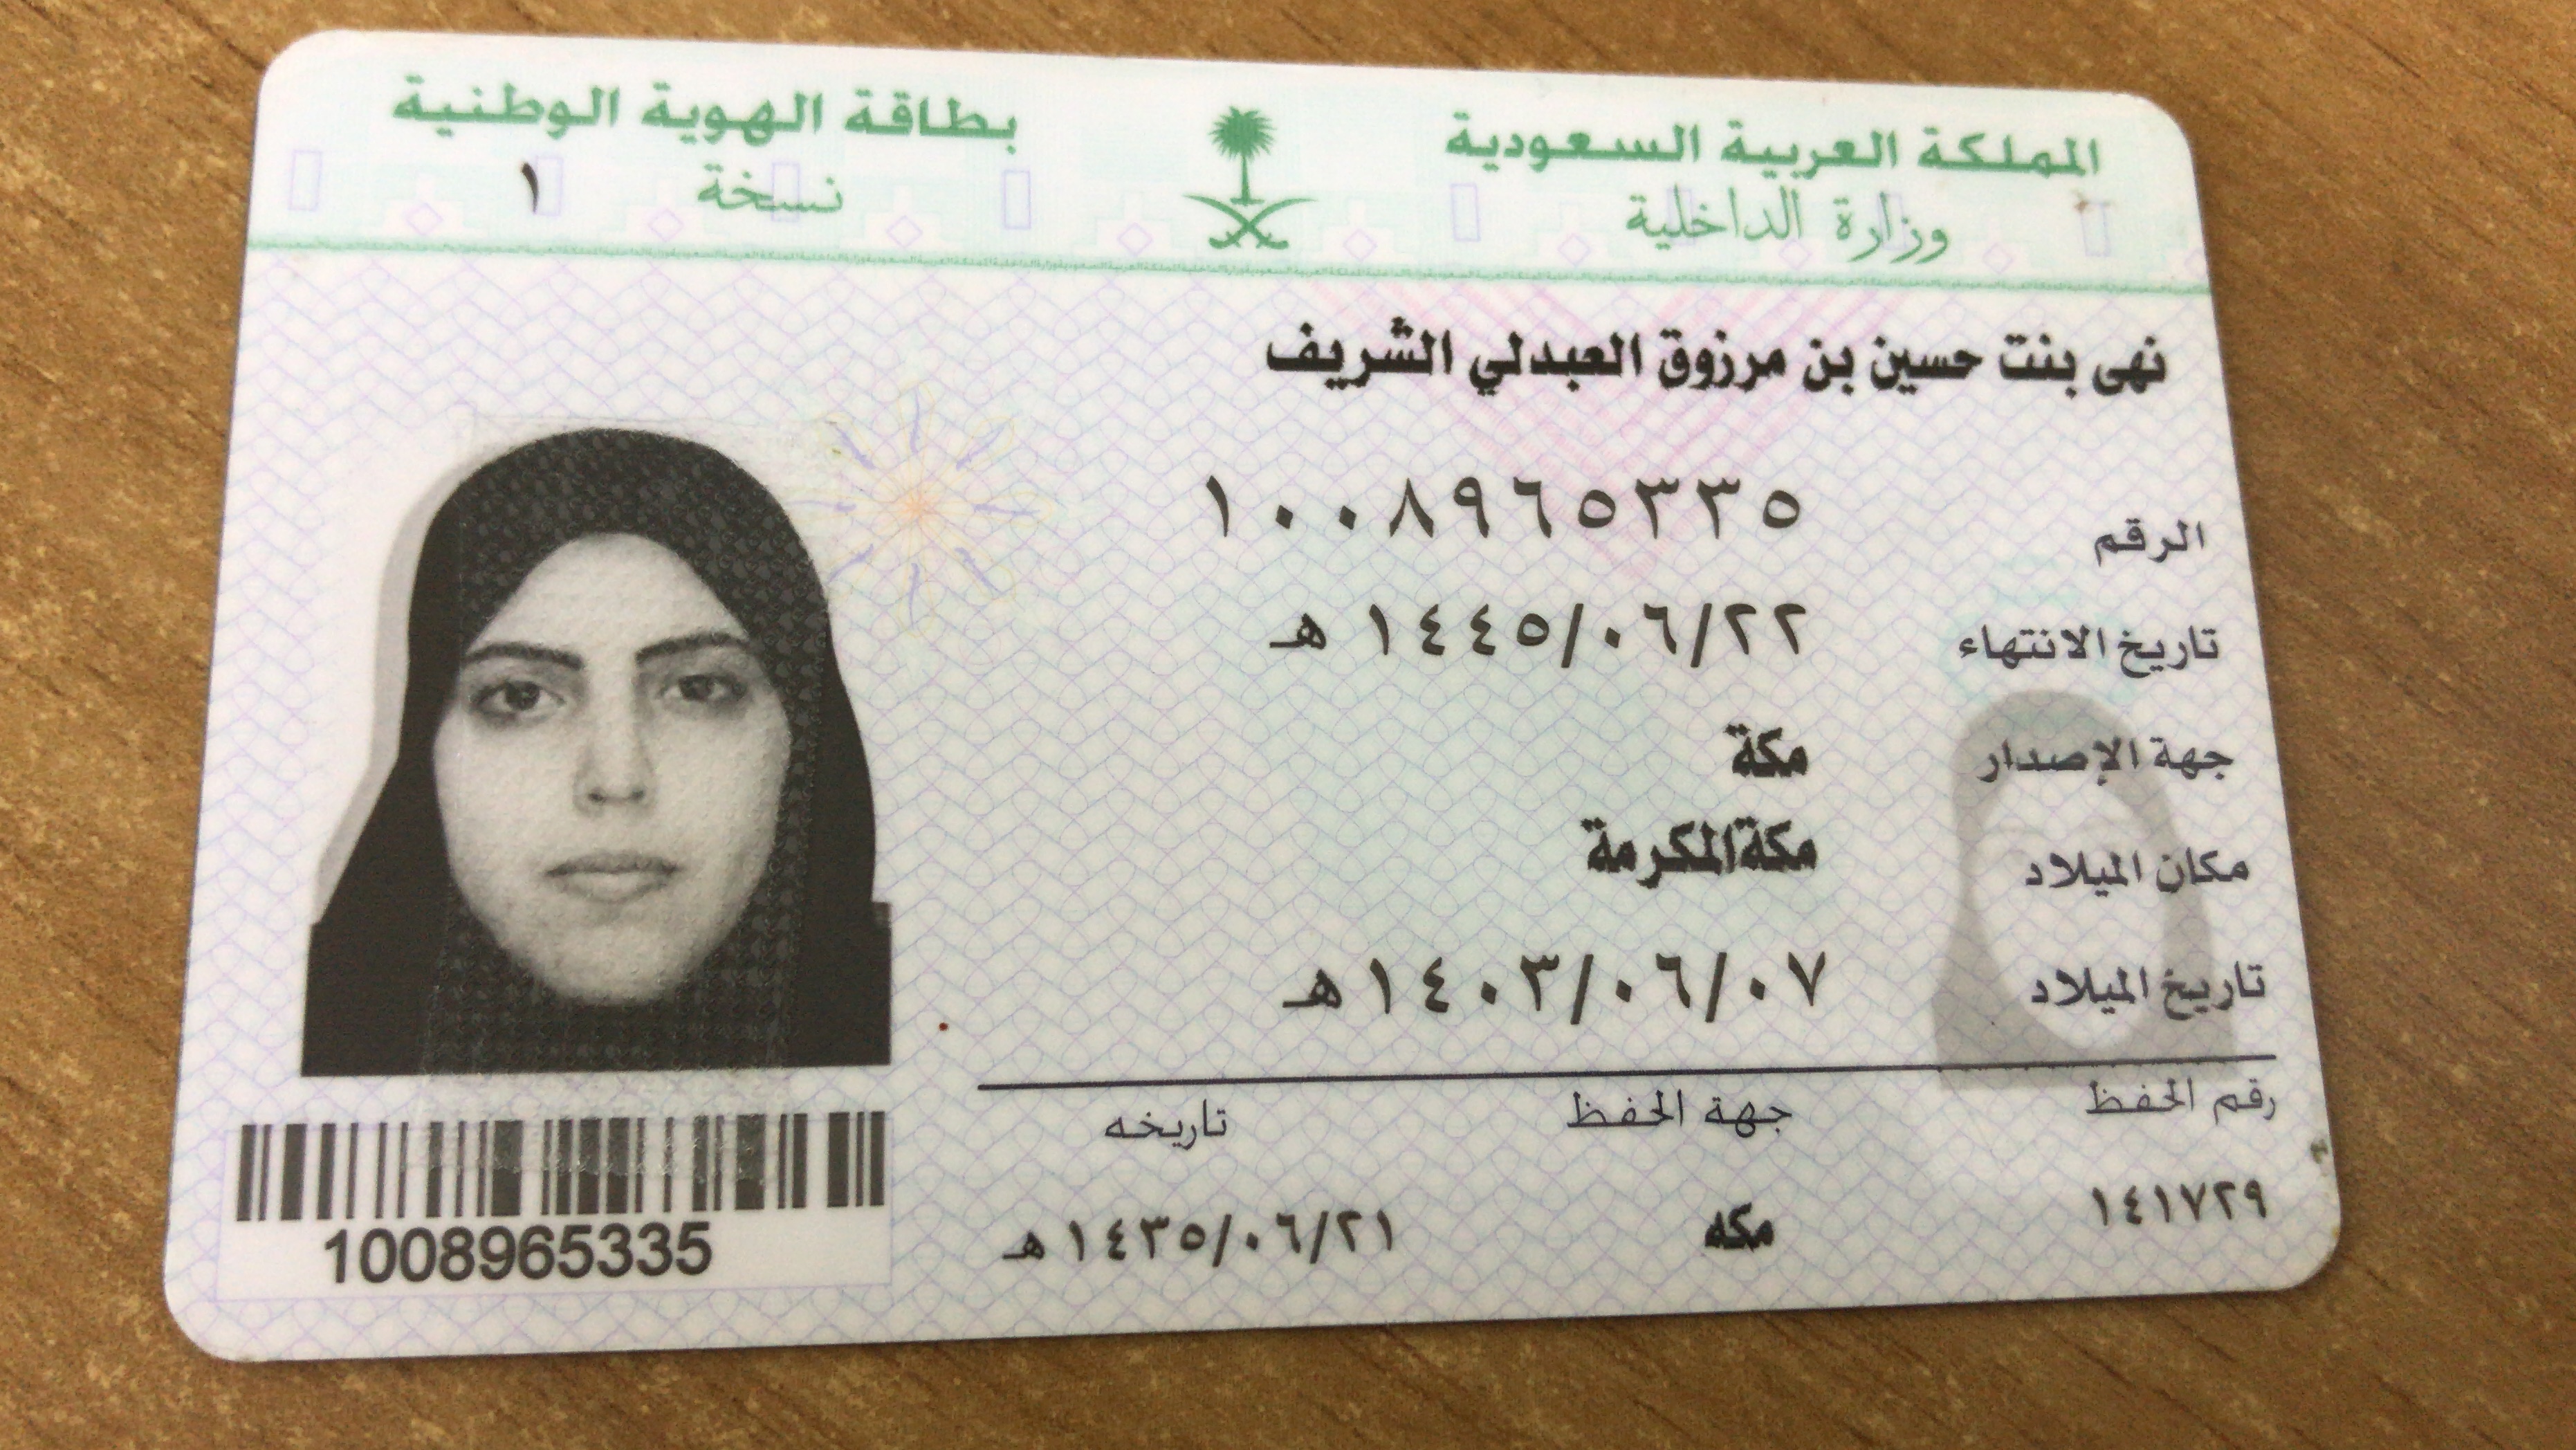 المملكة العربية السعودية
وزارة الداخلية
بطاقة الهوية الوطنية
نسخة ١
نهى بنت حسين بن مرزوق العبدلي الشريف
الرقم ١٠٠٨٩٦٥٣٣٥
تاريخ الانتهاء ١٤٤٥/٠٦/٢٢ هـ
جهة الإصدار مكة
مكان الميلاد مكةالمكرمة
تاريخ الميلاد ١٤٠٣/٠٦/٠٧ هـ
رقم الحفظ جهة الحفظ تاريخه
١٤١٧٢٩ مكه ١٤٣٥/٠٦/٢١ هـ
1008965335